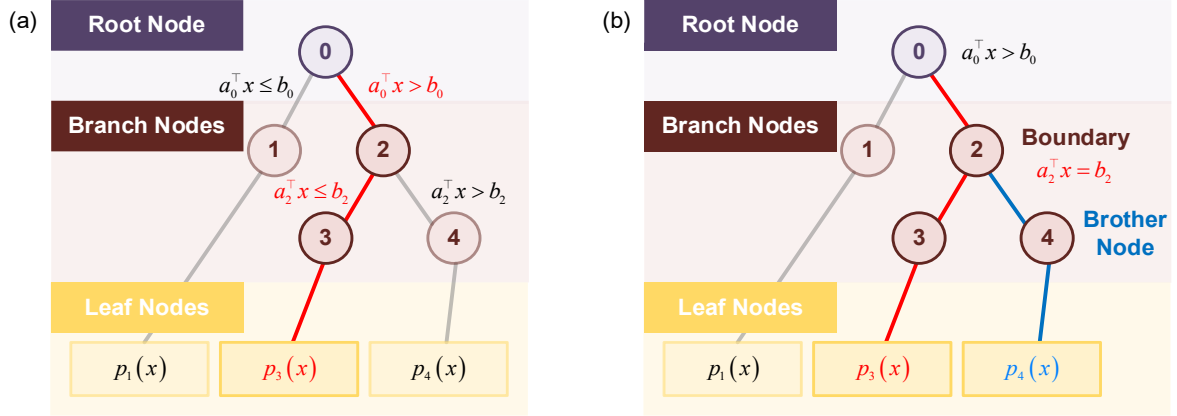 (a)
Root Node
0
a_0^⊤ x ≤ b_0
a_0^⊤ x > b_0
Branch Nodes
1
2
a_2^⊤ x ≤ b_2
a_2^⊤ x > b_2
3
4
Leaf Nodes
p_1(x)
p_3(x)
p_4(x)
(b)
Root Node
0
a_0^⊤ x > b_0
Branch Nodes
1
2
Boundary
a_2^⊤ x = b_2
3
4
Brother
Node
Leaf Nodes
p_1(x)
p_3(x)
p_4(x)